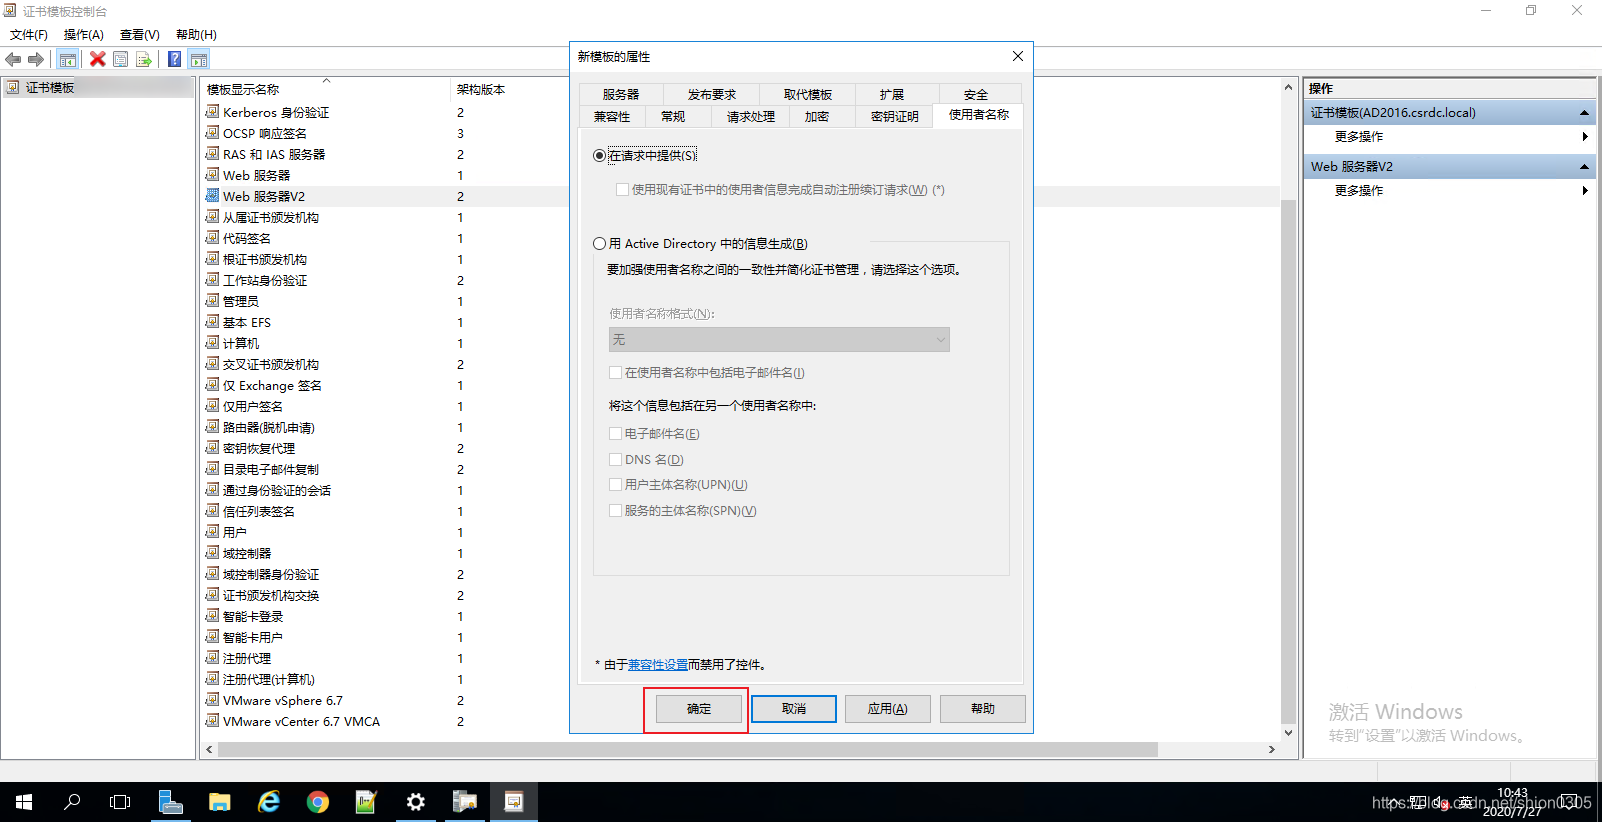 证书模板控制台
文件(F) 操作(A) 查看(V) 帮助(H)
证书模板
模板显示名称 架构版本
Kerberos 身份验证 2
OCSP 响应签名 3
RAS 和 IAS 服务器 2
Web 服务器 1
Web 服务器V2 2
从属证书颁发机构 1
代码签名 1
根证书颁发机构 1
工作站身份验证 2
管理员 1
基本 EFS 1
计算机 1
交叉证书颁发机构 2
仅 Exchange 签名 1
仅用户签名 1
路由器(脱机申请) 1
密钥恢复代理 2
目录电子邮件复制 2
通过身份验证的会话 1
信任列表签名 1
用户 1
域控制器 1
域控制器身份验证 2
证书颁发机构交换 2
智能卡登录 1
智能卡用户 1
注册代理 1
注册代理(计算机) 1
VMware vSphere 6.7 2
VMware vCenter 6.7 VMCA 2
新模板的属性
服务器 发布要求 取代模板 扩展 安全
兼容性 常规 请求处理 加密 密钥证明 使用者名称
在请求中提供(S)
使用现有证书中的使用者信息完成自动注册续订请求(W) (*)
用 Active Directory 中的信息生成(B)
要加强使用者名称之间的一致性并简化证书管理，请选择这个选项。
使用者名称格式(N):
无
在使用者名称中包括电子邮件名(I)
将这个信息包括在另一个使用者名称中:
电子邮件名(E)
DNS 名(D)
用户主体名称(UPN)(U)
服务的主体名称(SPN)(V)
* 由于兼容性设置而禁用了控件。
确定 取消 应用(A) 帮助
操作
证书模板(AD2016.csrdc.local)
更多操作
Web 服务器V2
更多操作
激活 Windows
转到"设置"以激活 Windows。
英
10:43
2020/7/27
https://blog.csdn.net/shion0305